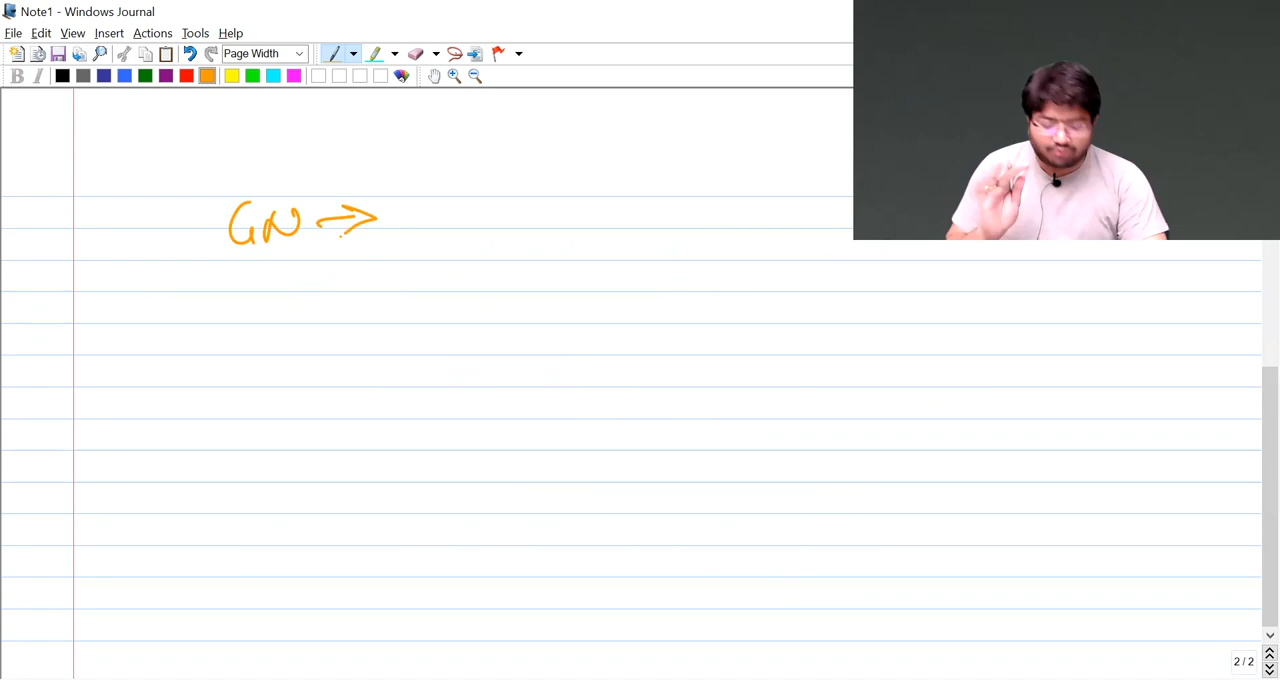 Note1 - Windows Journal
File Edit View Insert Actions Tools Help
Page Width
B I
GN →
2 / 2